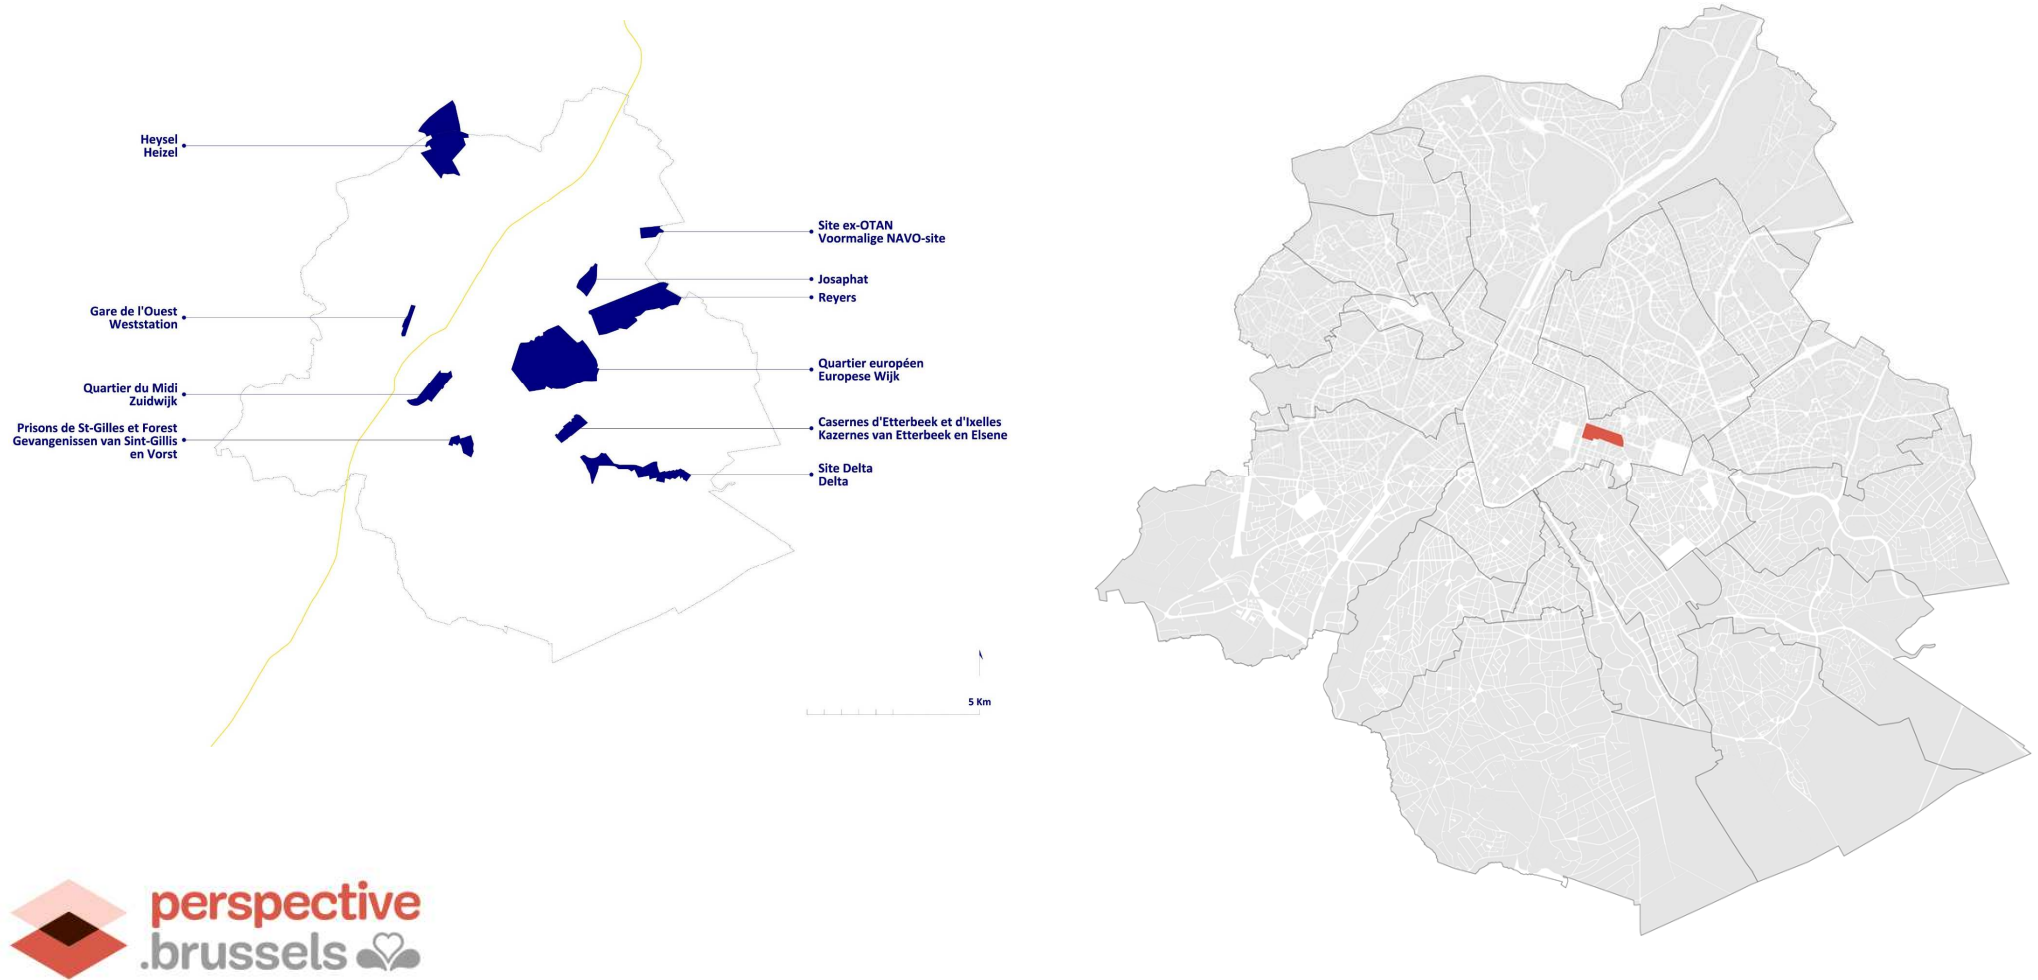 Heysel
Heizel
Gare de l'Ouest
Weststation
Quartier du Midi
Zuidwijk
Prisons de St-Gilles et Forest
Gevangenissen van Sint-Gillis
en Vorst
Site ex-OTAN
Voormalige NAVO-site
Josaphat
Reyers
Quartier européen
Europese Wijk
Casernes d'Etterbeek et d'Ixelles
Kazernes van Etterbeek en Elsene
Site Delta
Delta
5 Km
perspective
.brussels